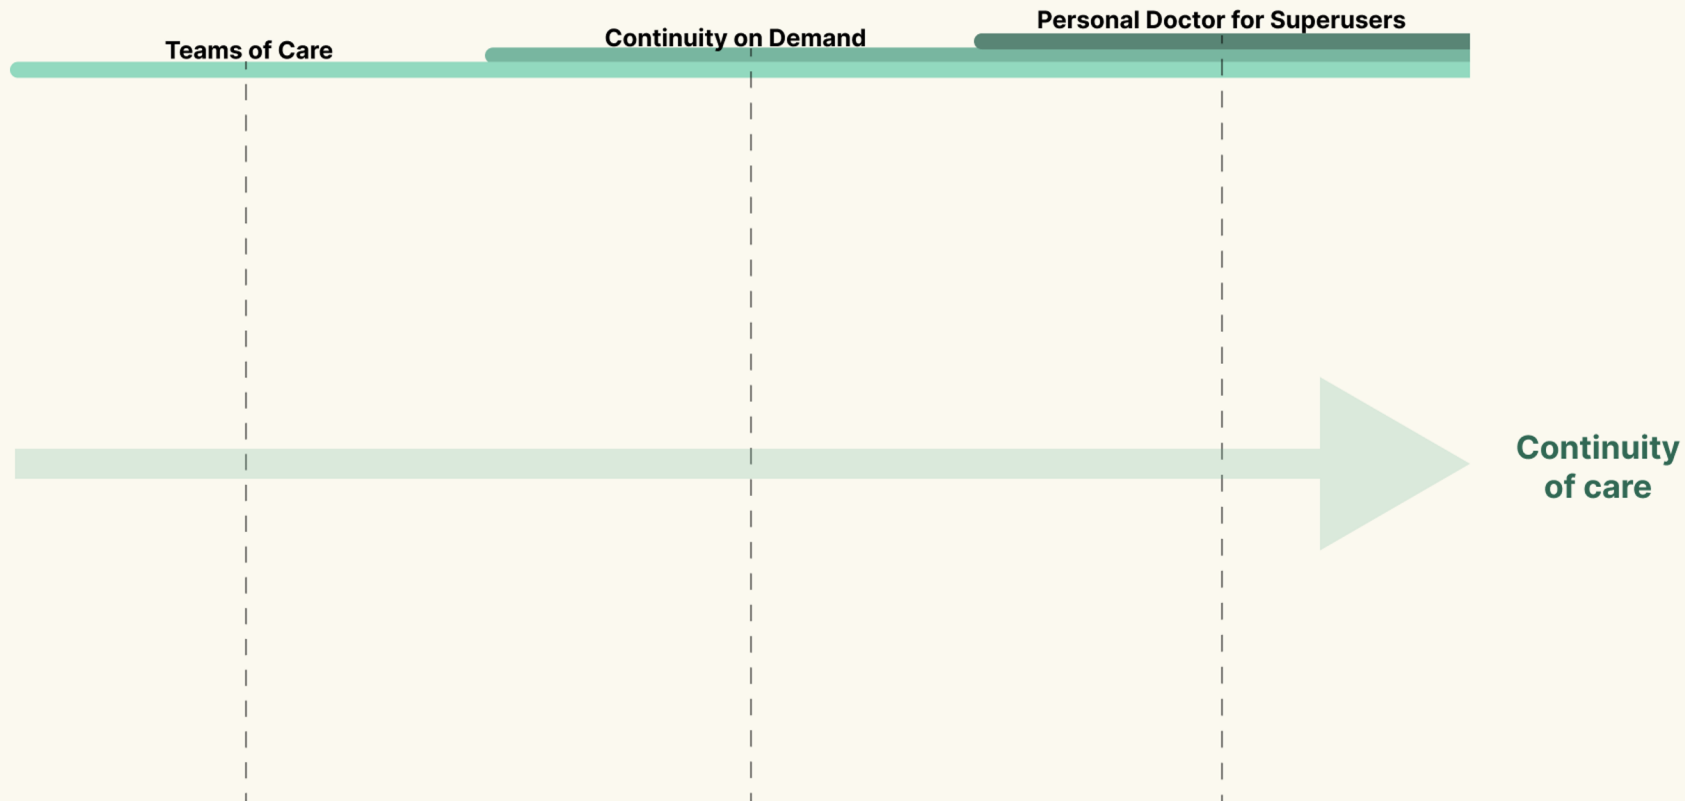 Teams of Care
Continuity on Demand
Personal Doctor for Superusers
Continuity
of care